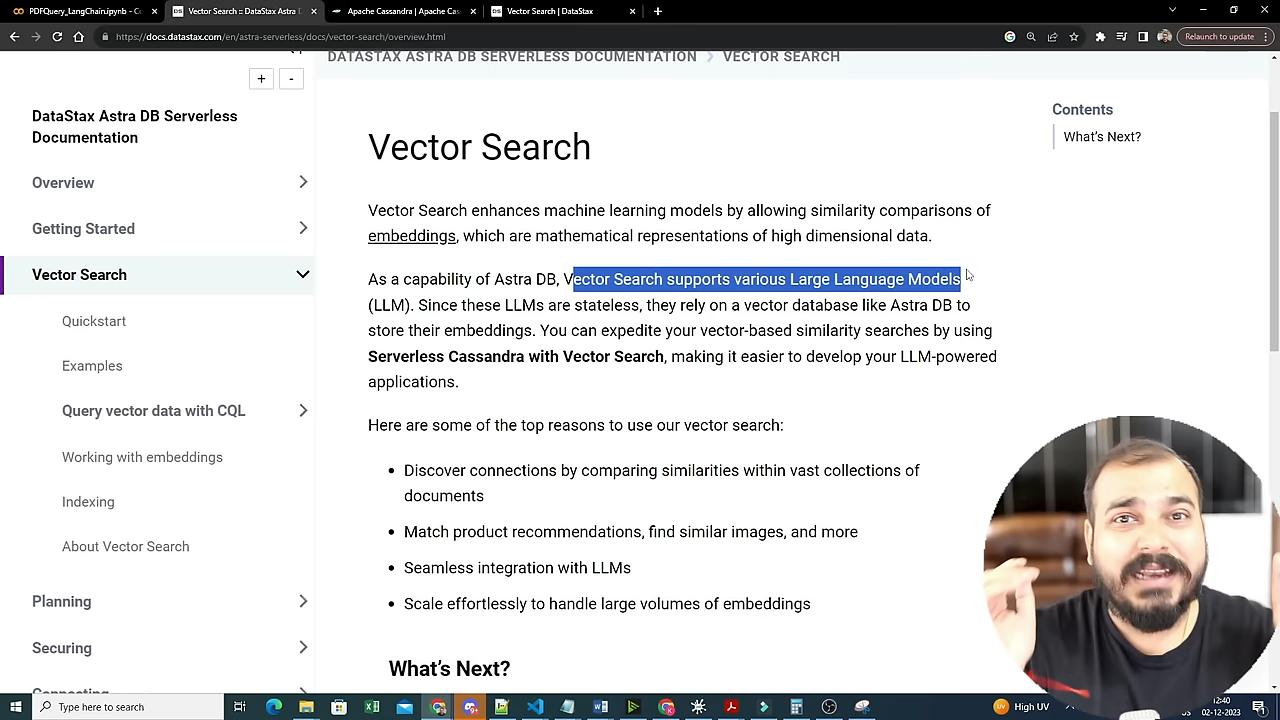 PDFQuery_LangChain.ipynb - Co
Vector Search :: DataStax Astra D
Apache Cassandra | Apache Cas
Vector Search | DataStax
https://docs.datastax.com/en/astra-serverless/docs/vector-search/overview.html
Relaunch to update
DATASTAX ASTRA DB SERVERLESS DOCUMENTATION
VECTOR SEARCH
+
-
DataStax Astra DB Serverless
Documentation
Overview
Getting Started
Vector Search
Quickstart
Examples
Query vector data with CQL
Working with embeddings
Indexing
About Vector Search
Planning
Securing
Connecting
Vector Search
Vector Search enhances machine learning models by allowing similarity comparisons of
embeddings, which are mathematical representations of high dimensional data.
As a capability of Astra DB, Vector Search supports various Large Language Models
(LLM). Since these LLMs are stateless, they rely on a vector database like Astra DB to
store their embeddings. You can expedite your vector-based similarity searches by using
Serverless Cassandra with Vector Search, making it easier to develop your LLM-powered
applications.
Here are some of the top reasons to use our vector search:
Discover connections by comparing similarities within vast collections of
documents
Match product recommendations, find similar images, and more
Seamless integration with LLMs
Scale effortlessly to handle large volumes of embeddings
What's Next?
Contents
What's Next?
Type here to search
High UV
12:40
02-12-2023